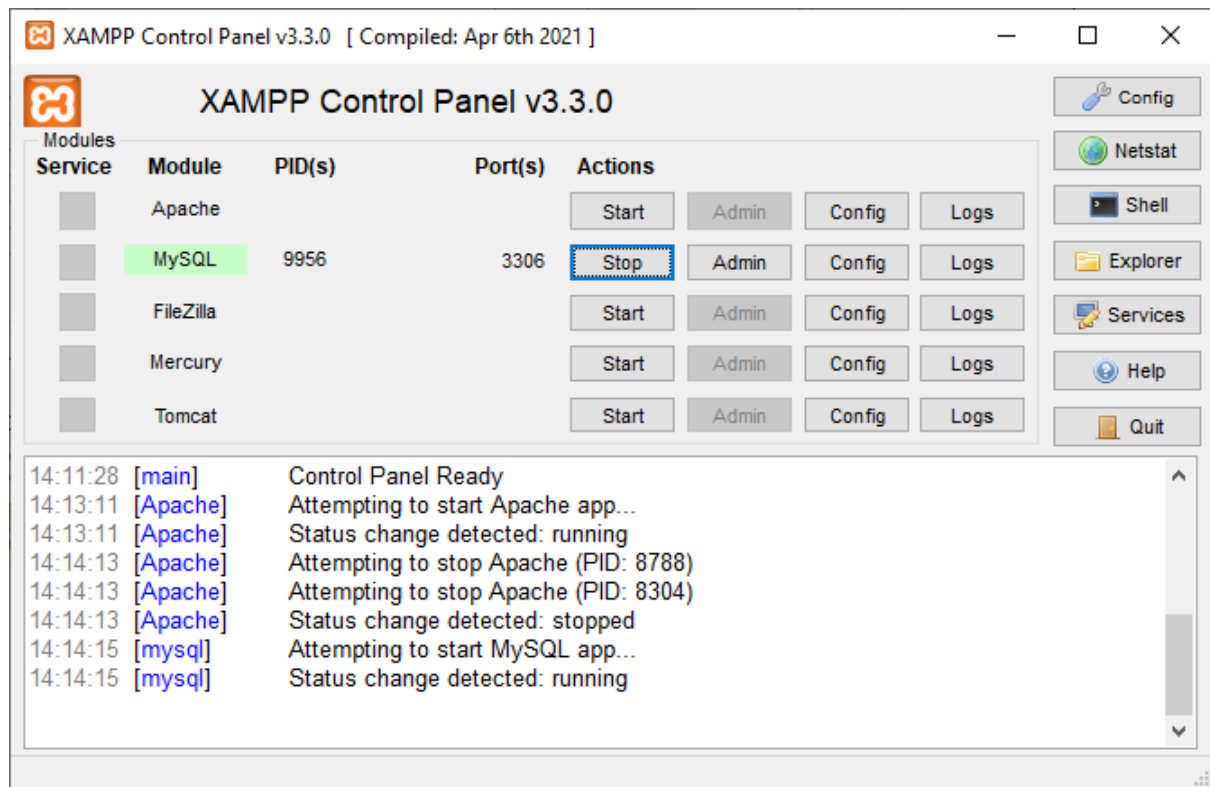 XAMPP Control Panel v3.3.0 [ Compiled: Apr 6th 2021 ]
XAMPP Control Panel v3.3.0
Config
Netstat
Shell
Explorer
Services
Help
Quit
Modules
Service Module PID(s) Port(s) Actions
Apache Start Admin Config Logs
MySQL 9956 3306 Stop Admin Config Logs
FileZilla Start Admin Config Logs
Mercury Start Admin Config Logs
Tomcat Start Admin Config Logs
14:11:28 [main] Control Panel Ready
14:13:11 [Apache] Attempting to start Apache app...
14:13:11 [Apache] Status change detected: running
14:14:13 [Apache] Attempting to stop Apache (PID: 8788)
14:14:13 [Apache] Attempting to stop Apache (PID: 8304)
14:14:13 [Apache] Status change detected: stopped
14:14:15 [mysql] Attempting to start MySQL app...
14:14:15 [mysql] Status change detected: running